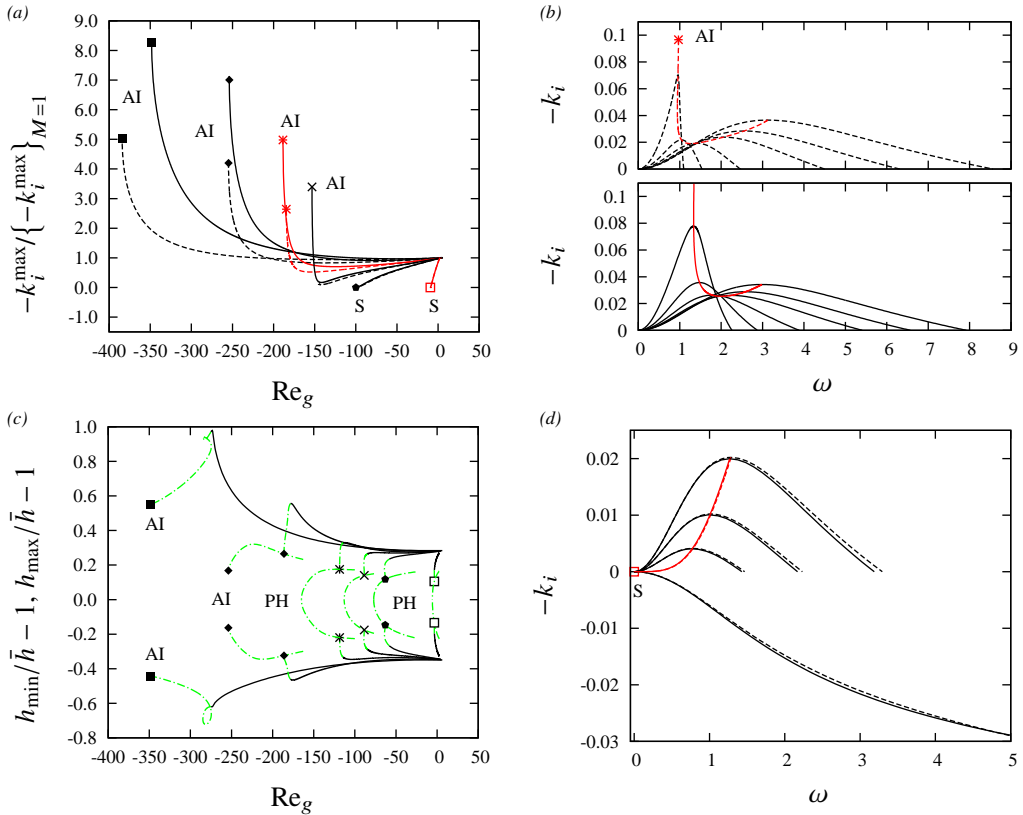 (a)
9.0
8.0
7.0
6.0
5.0
4.0
3.0
2.0
1.0
0.0
-1.0
-400 -350 -300 -250 -200 -150 -100 -50 0 50
AI
AI
AI
AI
S
S
−k_i^max/{−k_i^max}_{M=1}
Re_g
(b)
0.1
0.08
0.06
0.04
0.02
0
AI
−k_i
0.1
0.08
0.06
0.04
0.02
0
−k_i
0 1 2 3 4 5 6 7 8 9
ω
(c)
1.0
0.8
0.6
0.4
0.2
0.0
-0.2
-0.4
-0.6
-0.8
-400 -350 -300 -250 -200 -150 -100 -50 0 50
AI
AI
PH
PH
AI
h_min/h̄ − 1, h_max/h̄ − 1
Re_g
(d)
0.02
0.01
0
-0.01
-0.02
-0.03
S
−k_i
0 1 2 3 4 5
ω